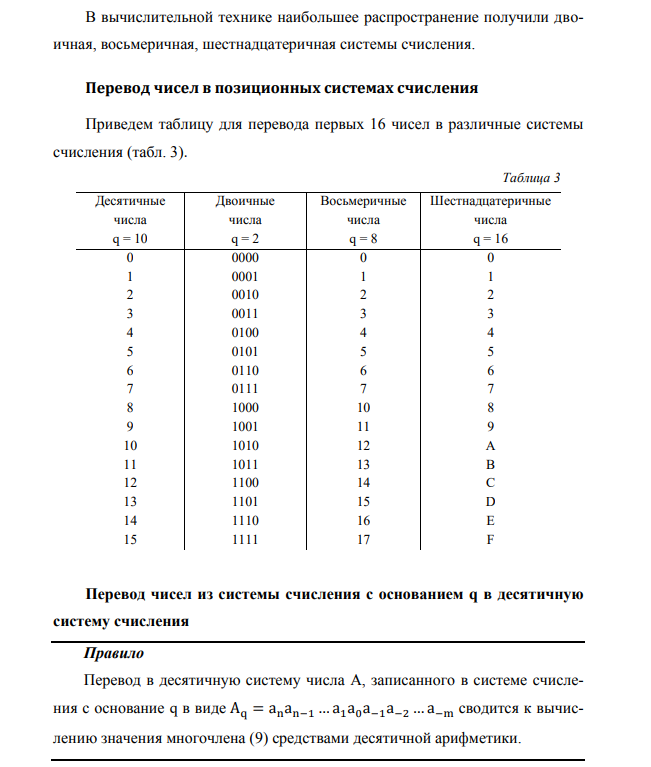 В вычислительной технике наибольшее распространение получили дво-
ичная, восьмеричная, шестнадцатеричная системы счисления.
Перевод чисел в позиционных системах счисления
Приведем таблицу для перевода первых 16 чисел в различные системы
счисления (табл. 3).
Таблица 3
Десятичные Двоичные Восьмеричные Шестнадцатеричные
числа числа числа числа
q = 10 q = 2 q = 8 q = 16
0 0000 0 0
1 0001 1 1
2 0010 2 2
3 0011 3 3
4 0100 4 4
5 0101 5 5
6 0110 6 6
7 0111 7 7
8 1000 10 8
9 1001 11 9
10 1010 12 A
11 1011 13 B
12 1100 14 C
13 1101 15 D
14 1110 16 E
15 1111 17 F
Перевод чисел из системы счисления с основанием q в десятичную
систему счисления
Правило
Перевод в десятичную систему числа А, записанного в системе счисле-
ния с основание q в виде A_q = a_n a_{n−1} … a_1 a_0 a_{−1} a_{−2} … a_{−m} сводится к вычис-
лению значения многочлена (9) средствами десятичной арифметики.